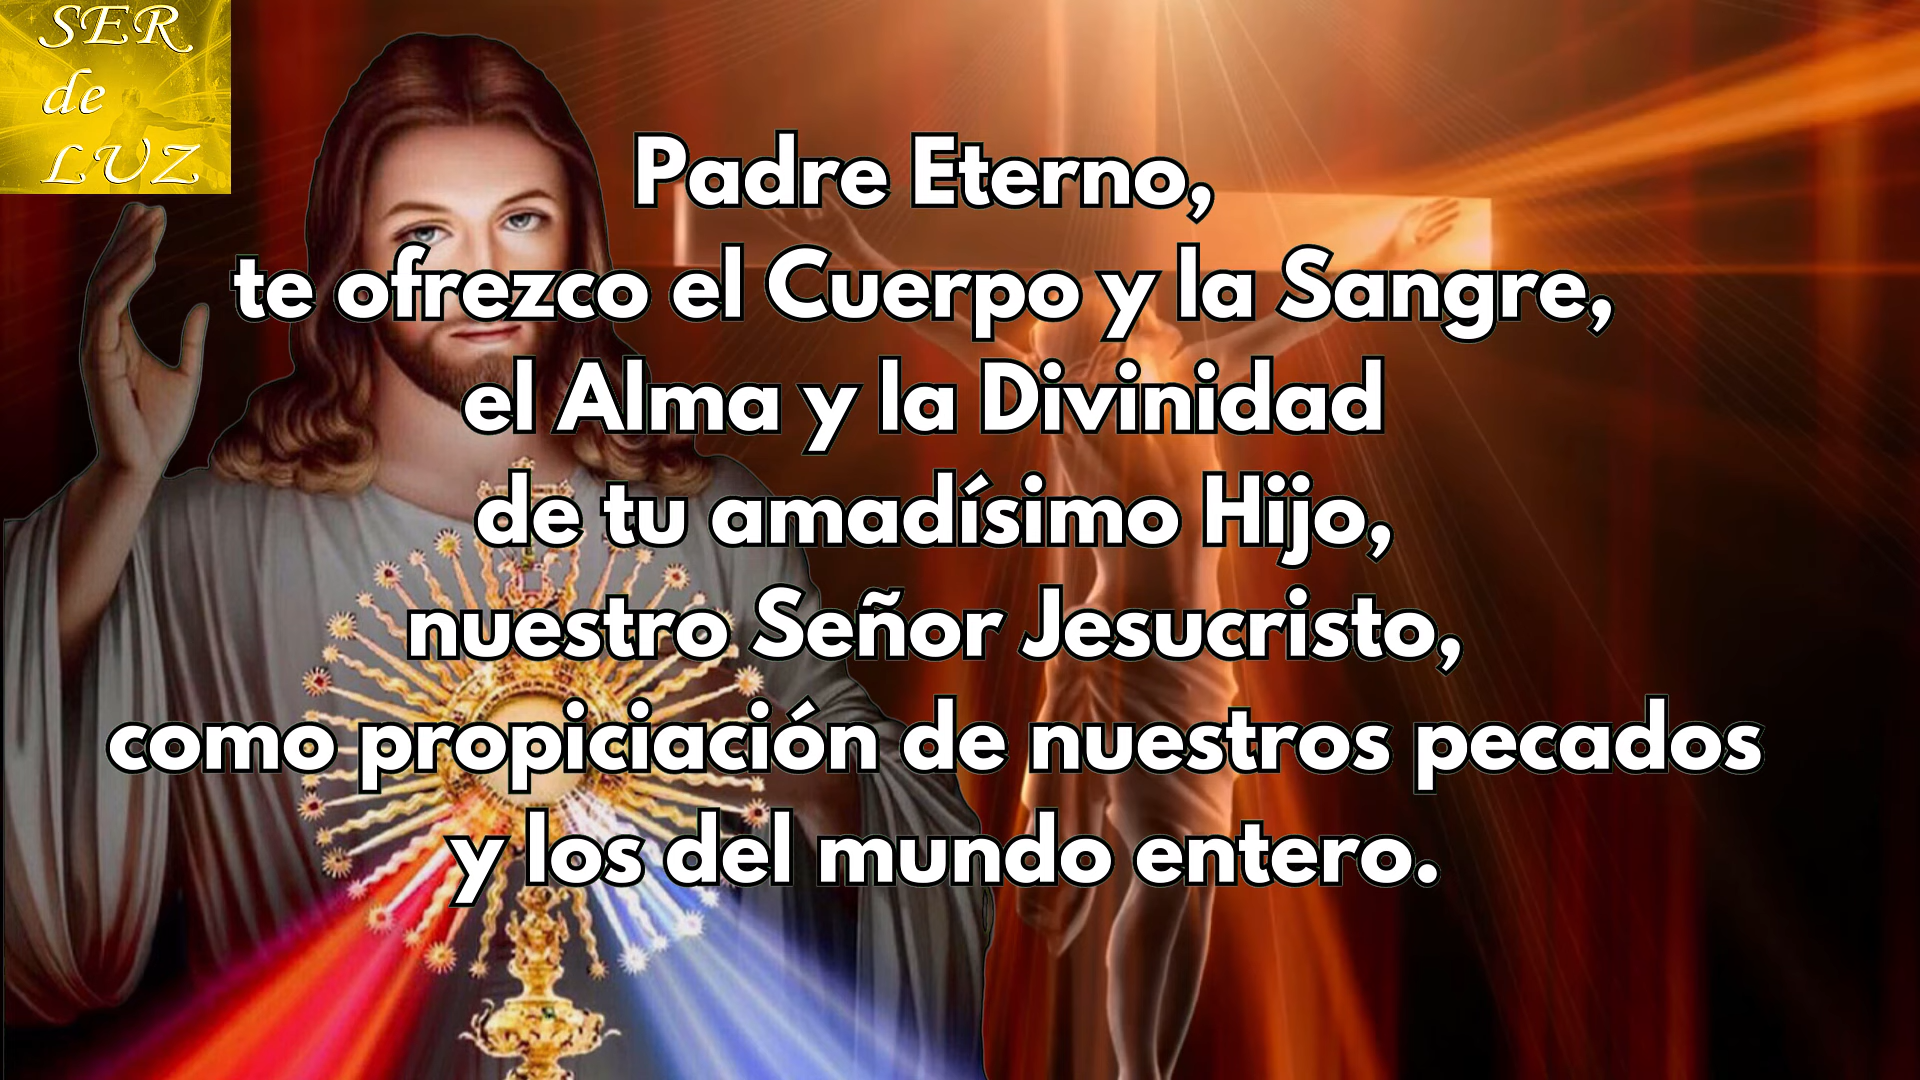 SER
de
LUZ
Padre Eterno,
te ofrezco el Cuerpo y la Sangre,
el Alma y la Divinidad
de tu amadísimo Hijo,
nuestro Señor Jesucristo,
como propiciación de nuestros pecados
y los del mundo entero.